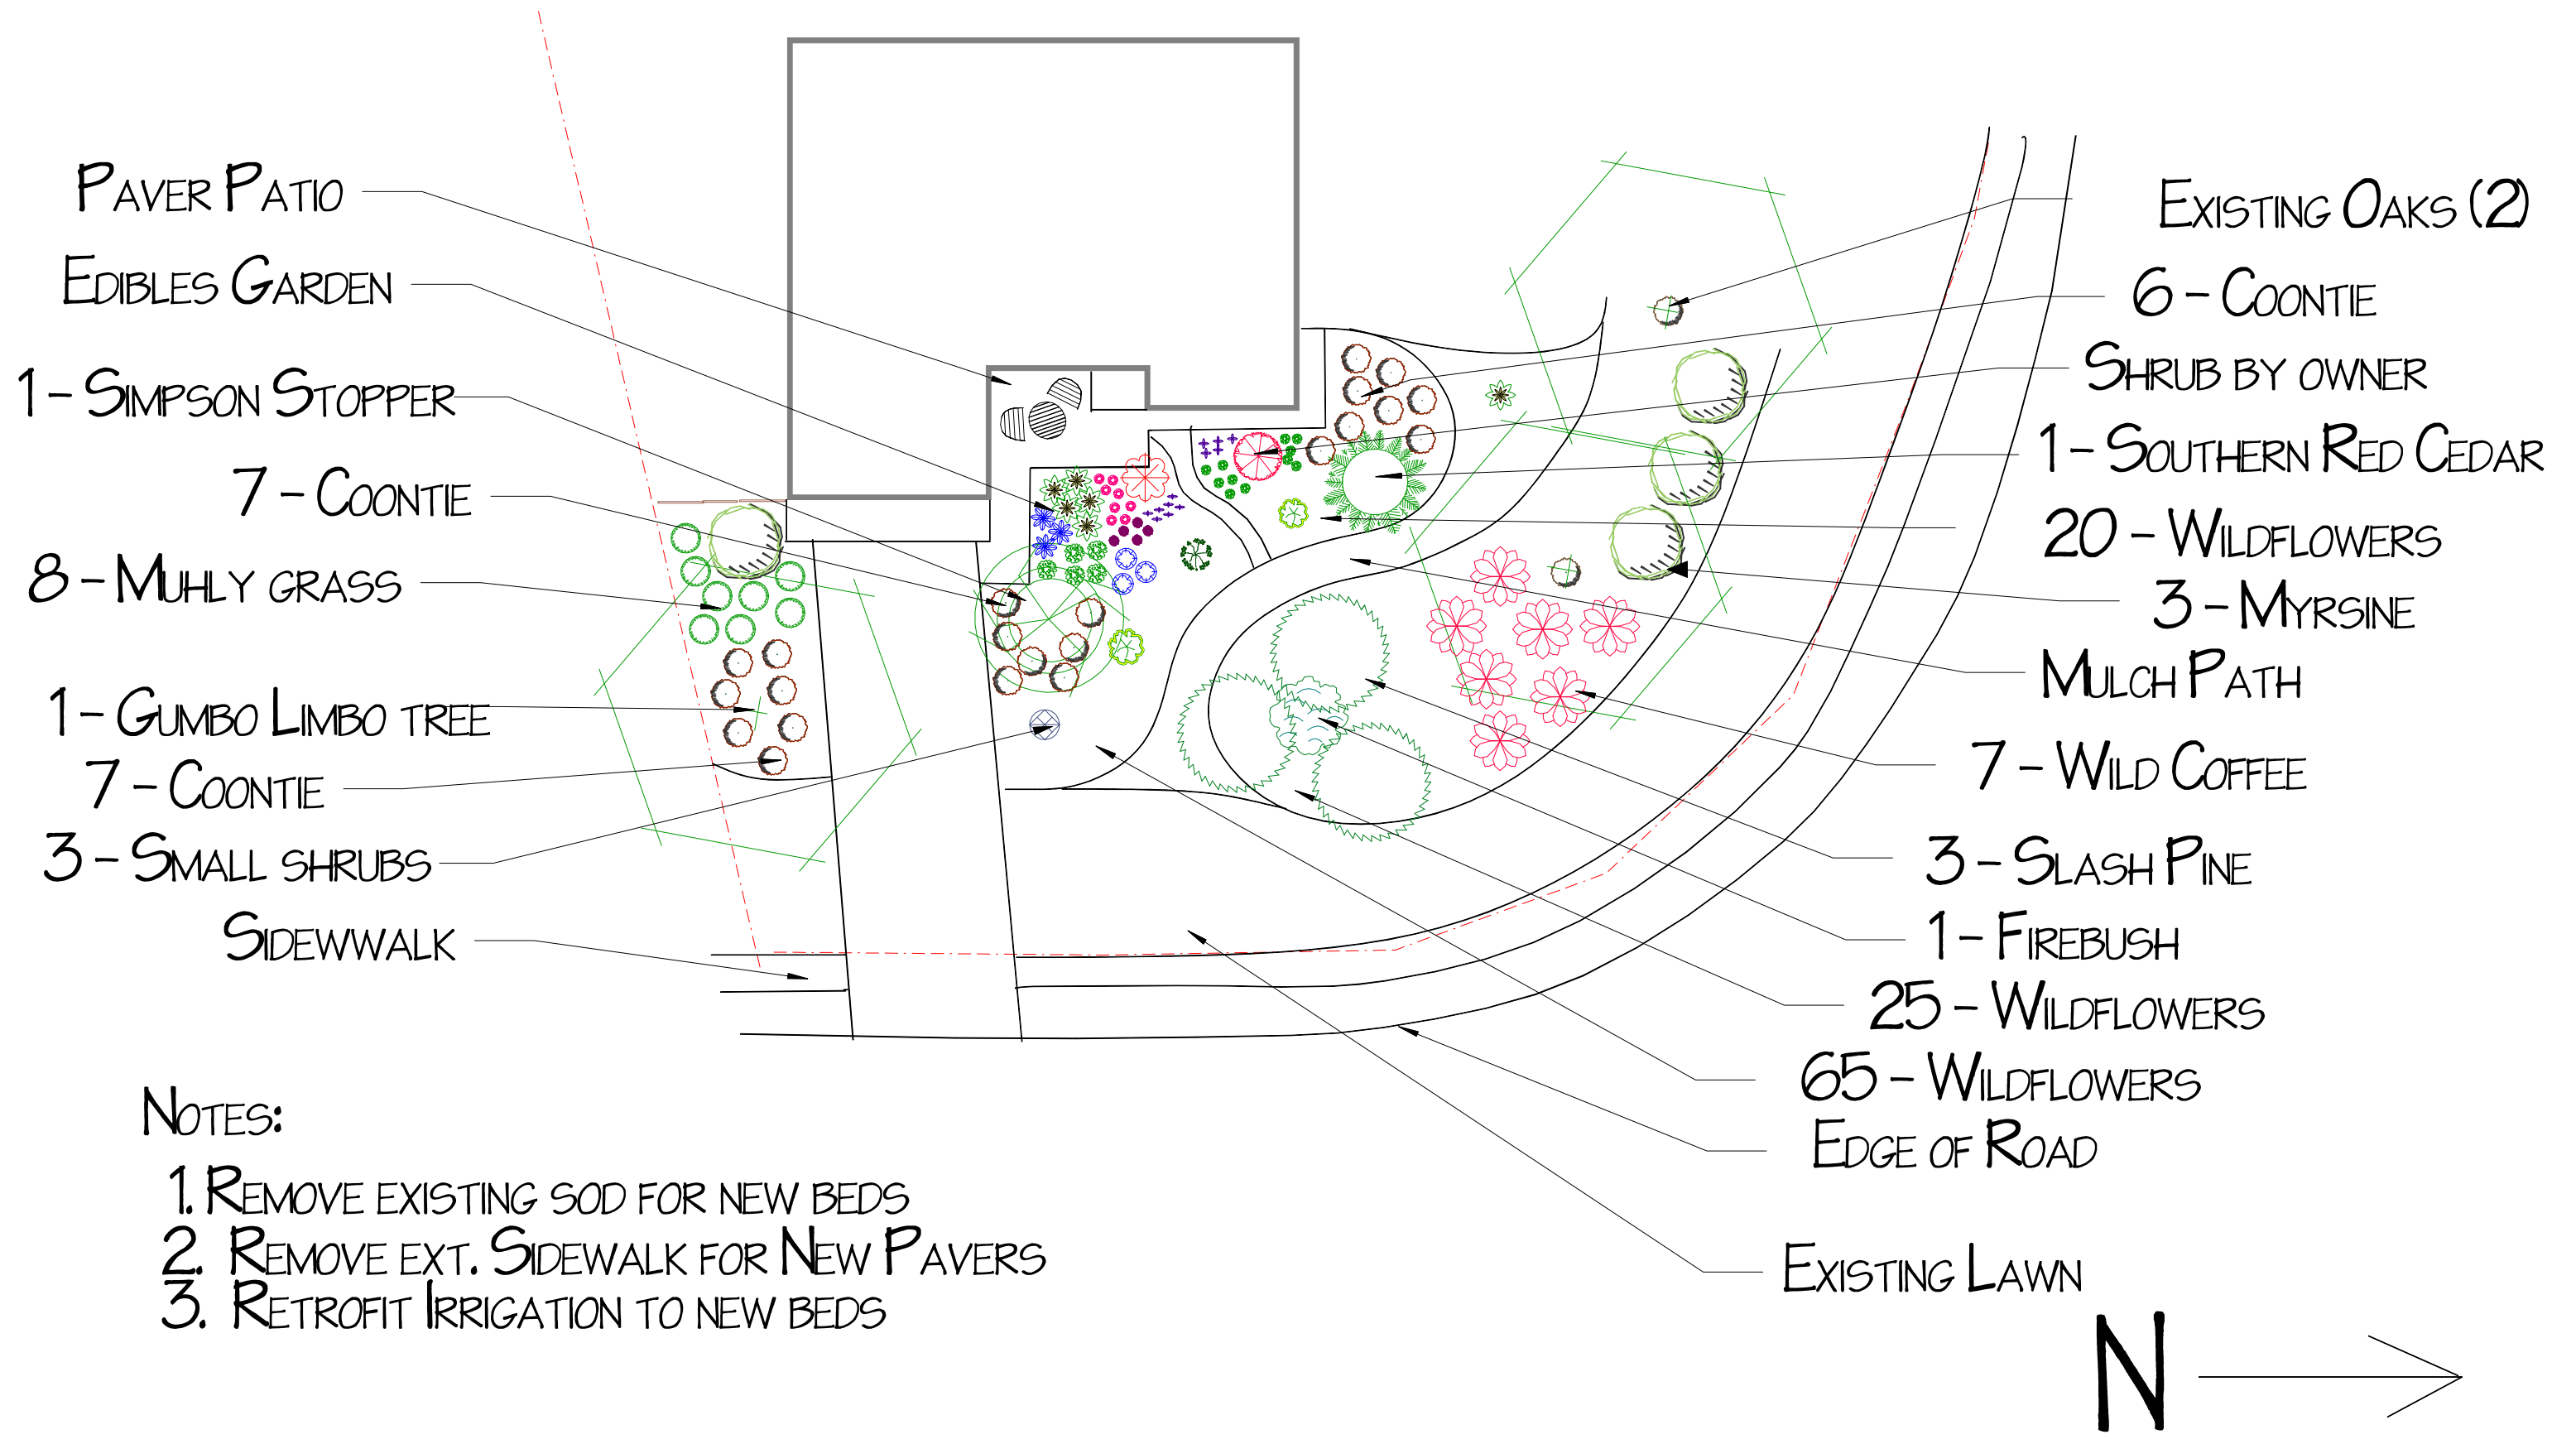 Paver Patio
Edibles Garden
1 - Simpson Stopper
7 - Coontie
8 - Muhly grass
1 - Gumbo Limbo tree
7 - Coontie
3 - Small shrubs
Sidewwalk
Existing Oaks (2)
6 - Coontie
Shrub by owner
1 - Southern Red Cedar
20 - Wildflowers
3 - Myrsine
Mulch Path
7 - Wild Coffee
3 - Slash Pine
1 - Firebush
25 - Wildflowers
65 - Wildflowers
Edge of Road
Existing Lawn
Notes:
1. Remove existing sod for new beds
2. Remove ext. Sidewalk for New Pavers
3. Retrofit Irrigation to new beds
N